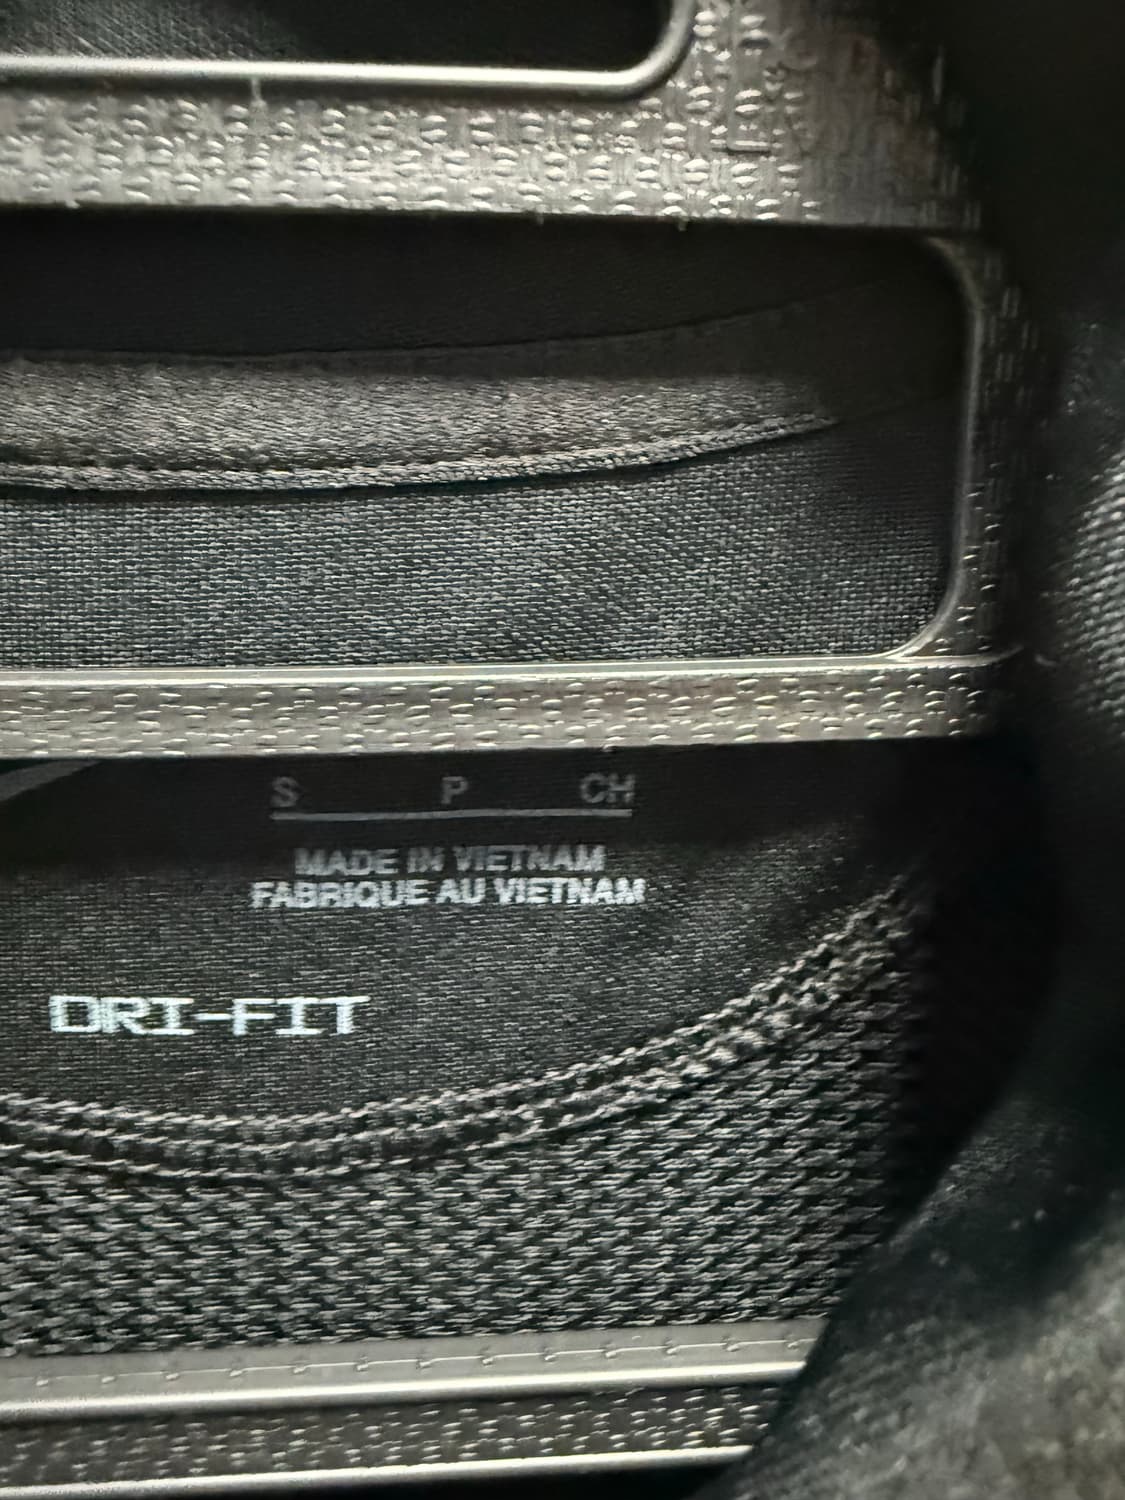 S P CH
MADE IN VIETNAM
FABRIQUE AU VIETNAM
DRI-FIT